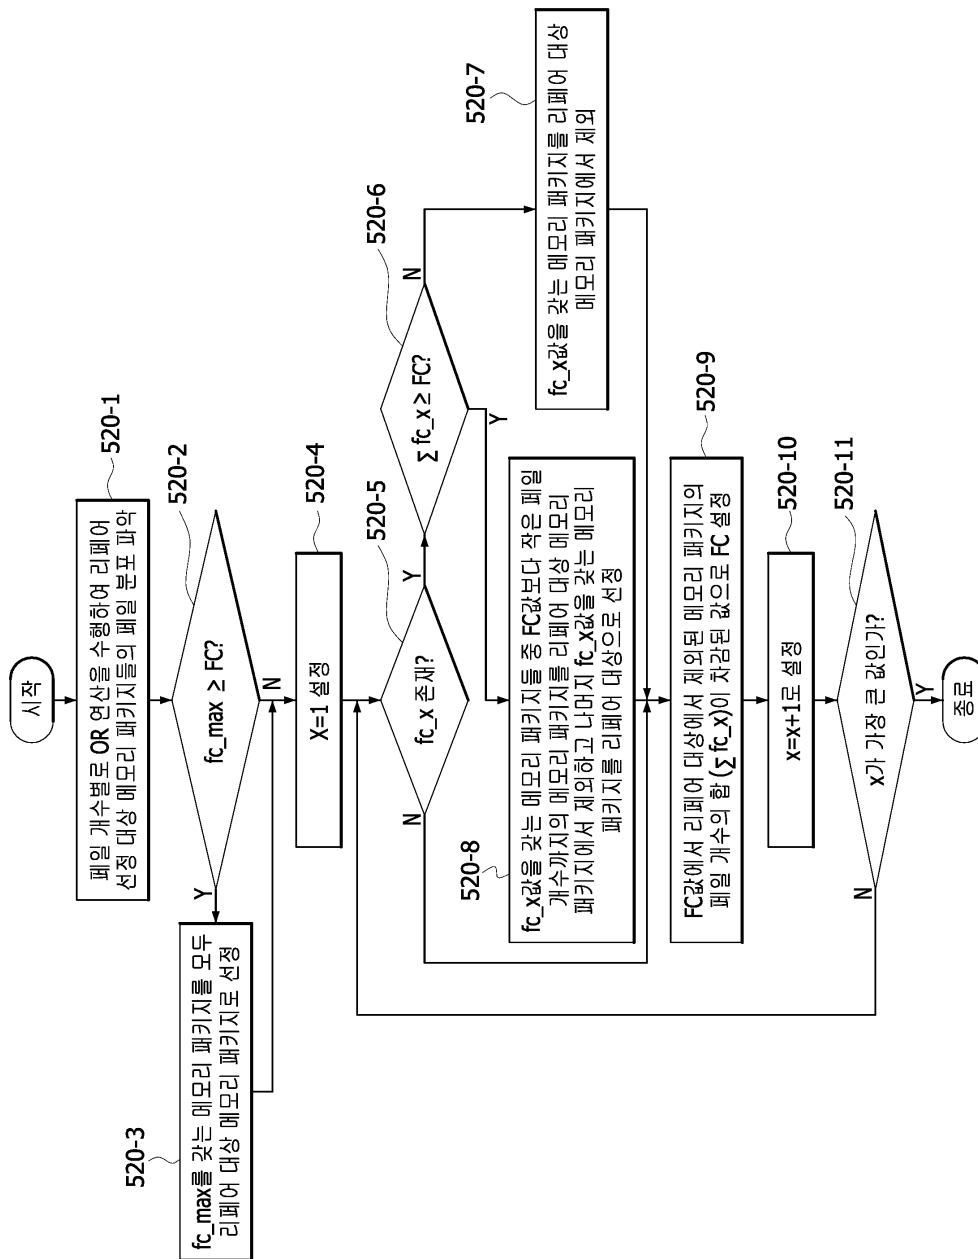 시작
520-1
페일 개수별로 OR 연산을 수행하여 리페어
선정 대상 메모리 패키지들의 페일 분포 파악
520-2
fc_max ≥ FC?
Y
N
520-3
fc_max를 갖는 메모리 패키지를 모두
리페어 대상 메모리 패키지로 선정
520-4
X=1 설정
520-5
fc_x 존재?
Y
N
520-6
∑ fc_x ≥ FC?
N
Y
520-7
fc_x값을 갖는 메모리 패키지를 리페어 대상
메모리 패키지에서 제외
520-8
fc_x값을 갖는 메모리 패키지들 중 FC값보다 작은 페일
개수까지의 메모리 패키지를 리페어 대상 메모리
패키지에서 제외하고 나머지 fc_x값을 갖는 메모리
패키지를 리페어 대상으로 선정
520-9
FC값에서 리페어 대상에서 제외된 메모리 패키지의
페일 개수의 합 (∑ fc_x)이 차감된 값으로 FC 설정
520-10
x=x+1로 설정
520-11
x가 가장 큰 값인가?
N
Y
종료